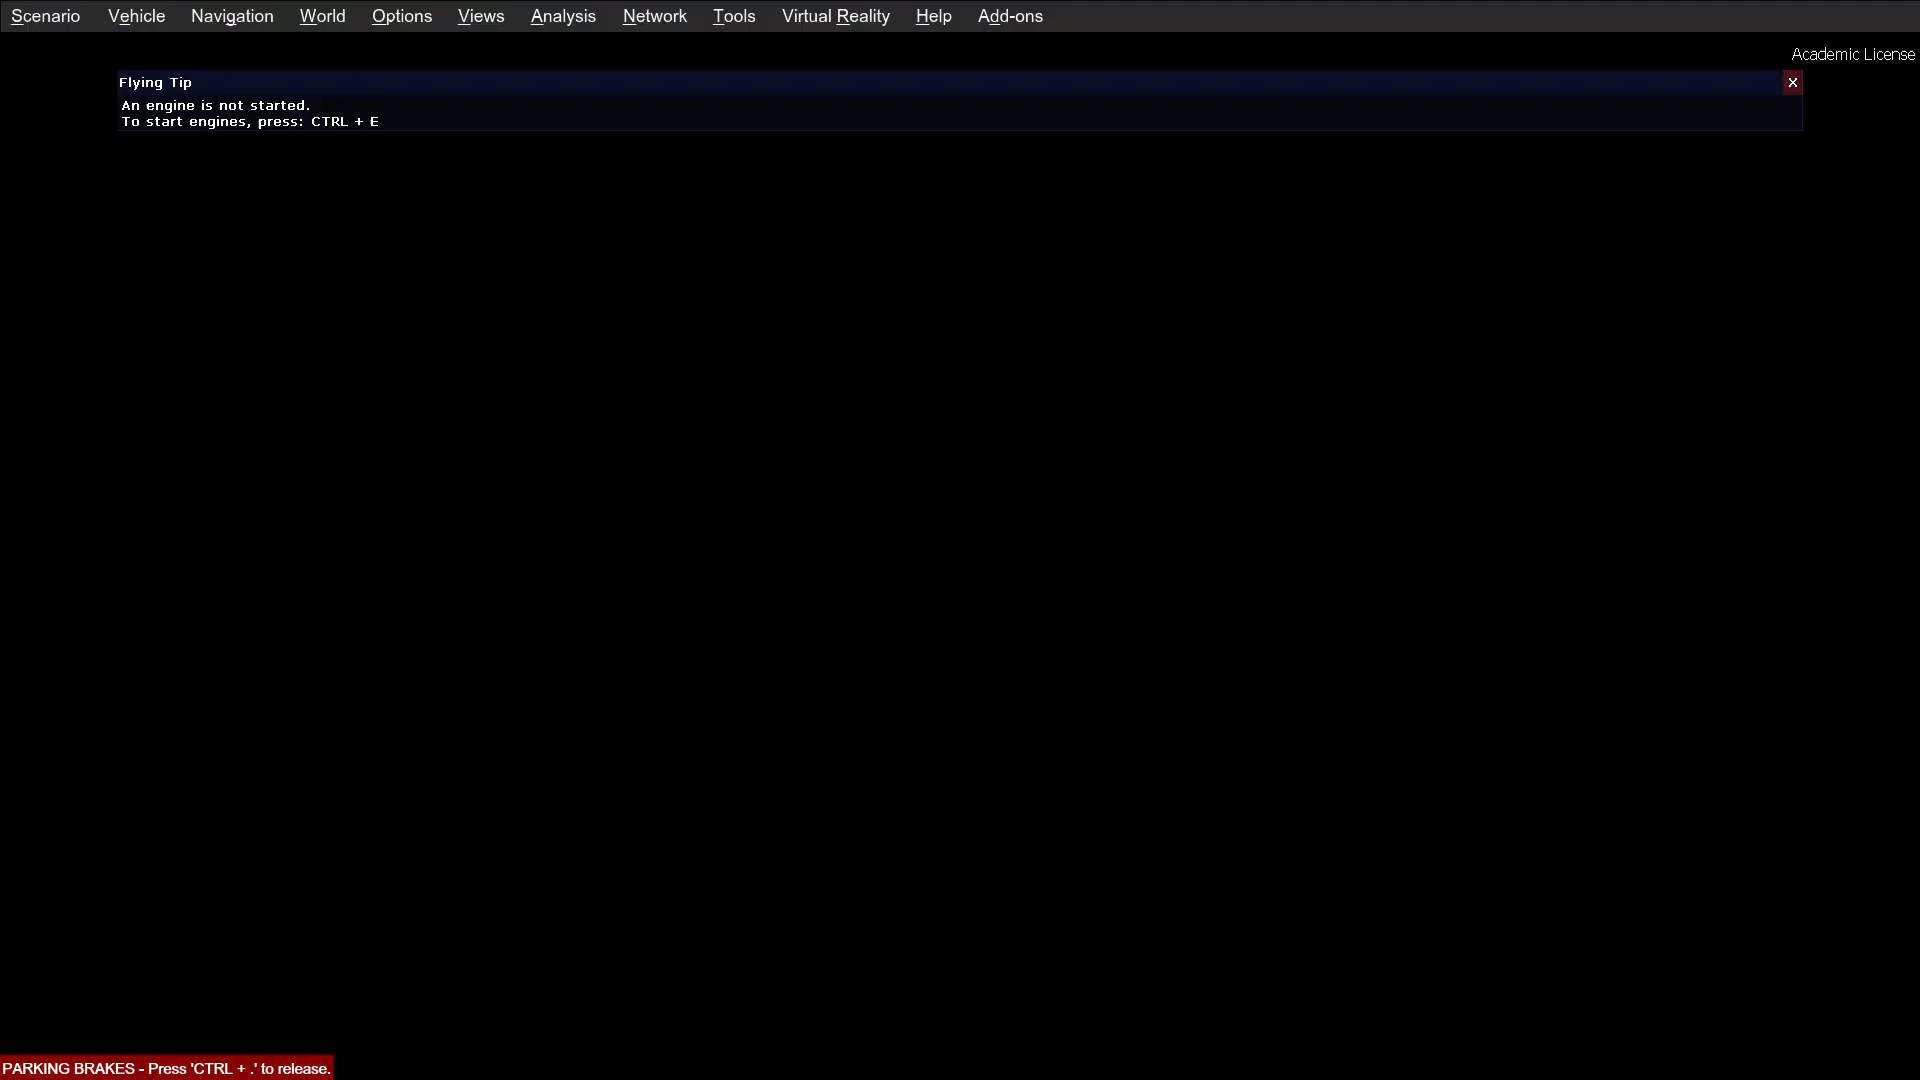 Scenario Vehicle Navigation World Options Views Analysis Network Tools Virtual Reality Help Add-ons
Academic License
Flying Tip X
An engine is not started.
To start engines, press: CTRL + E
PARKING BRAKES - Press 'CTRL + .' to release.